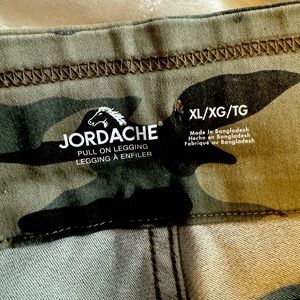 JORDACHE®
PULL ON LEGGING
LEGGING À ENFILER
XL/XG/TG
Made In Bangladesh
Hecho en Bangladesh
Fabriqué au Bangladesh